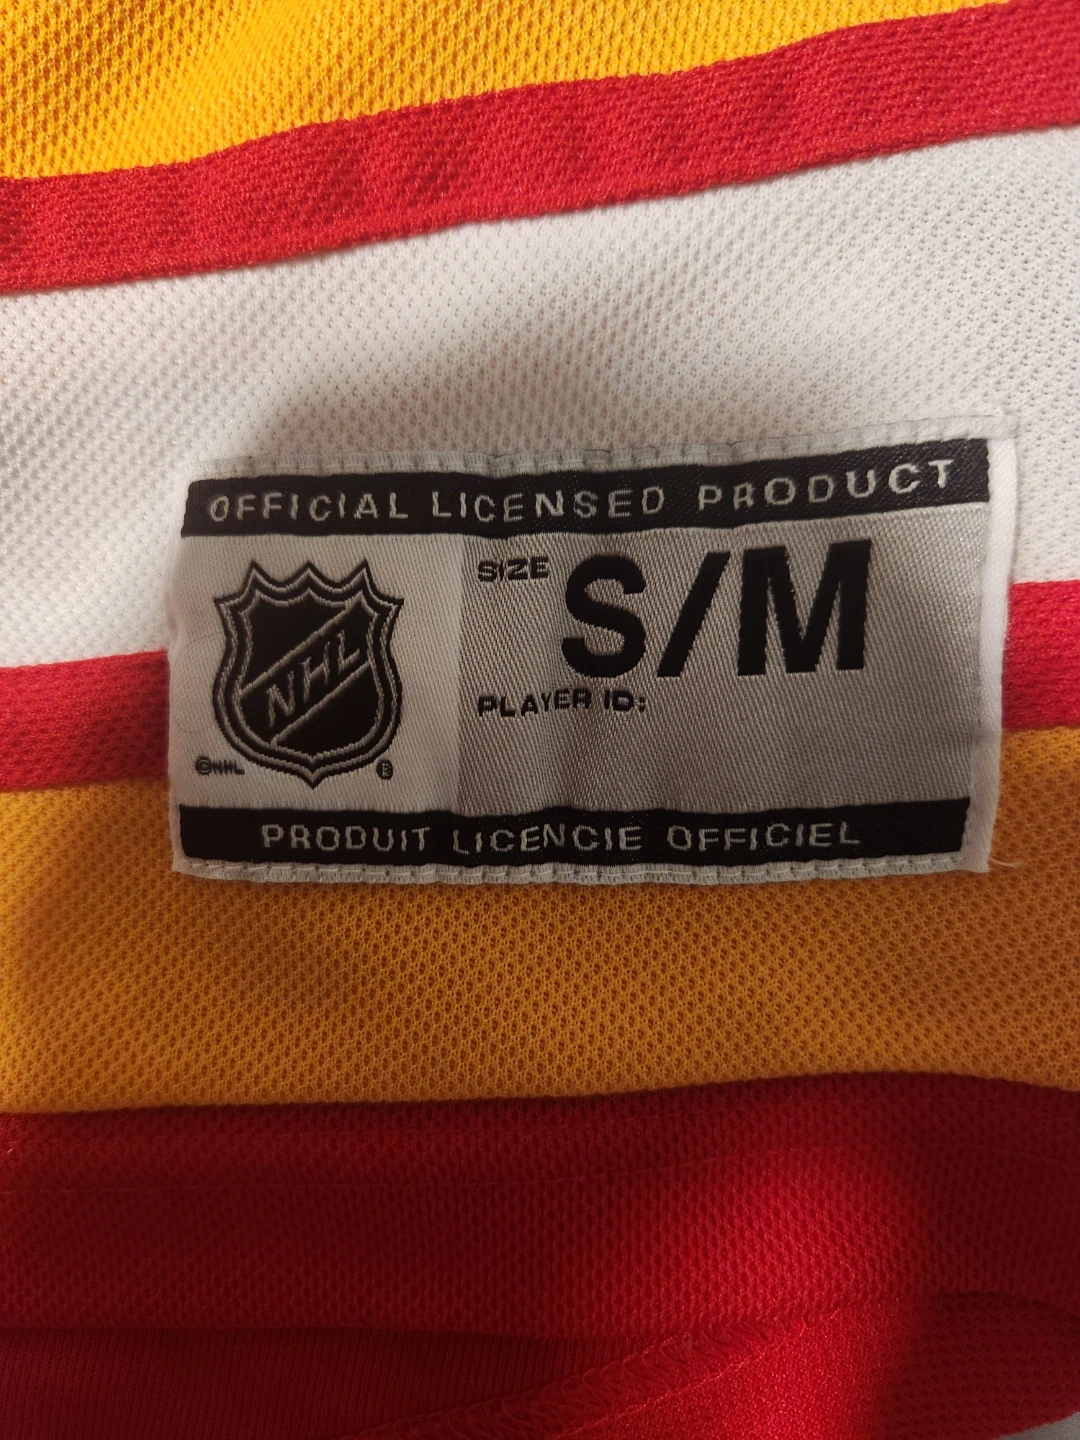 OFFICIAL LICENSED PRODUCT
SIZE S/M
NHL
PLAYER ID:
©NHL ®
PRODUIT LICENCIE OFFICIEL